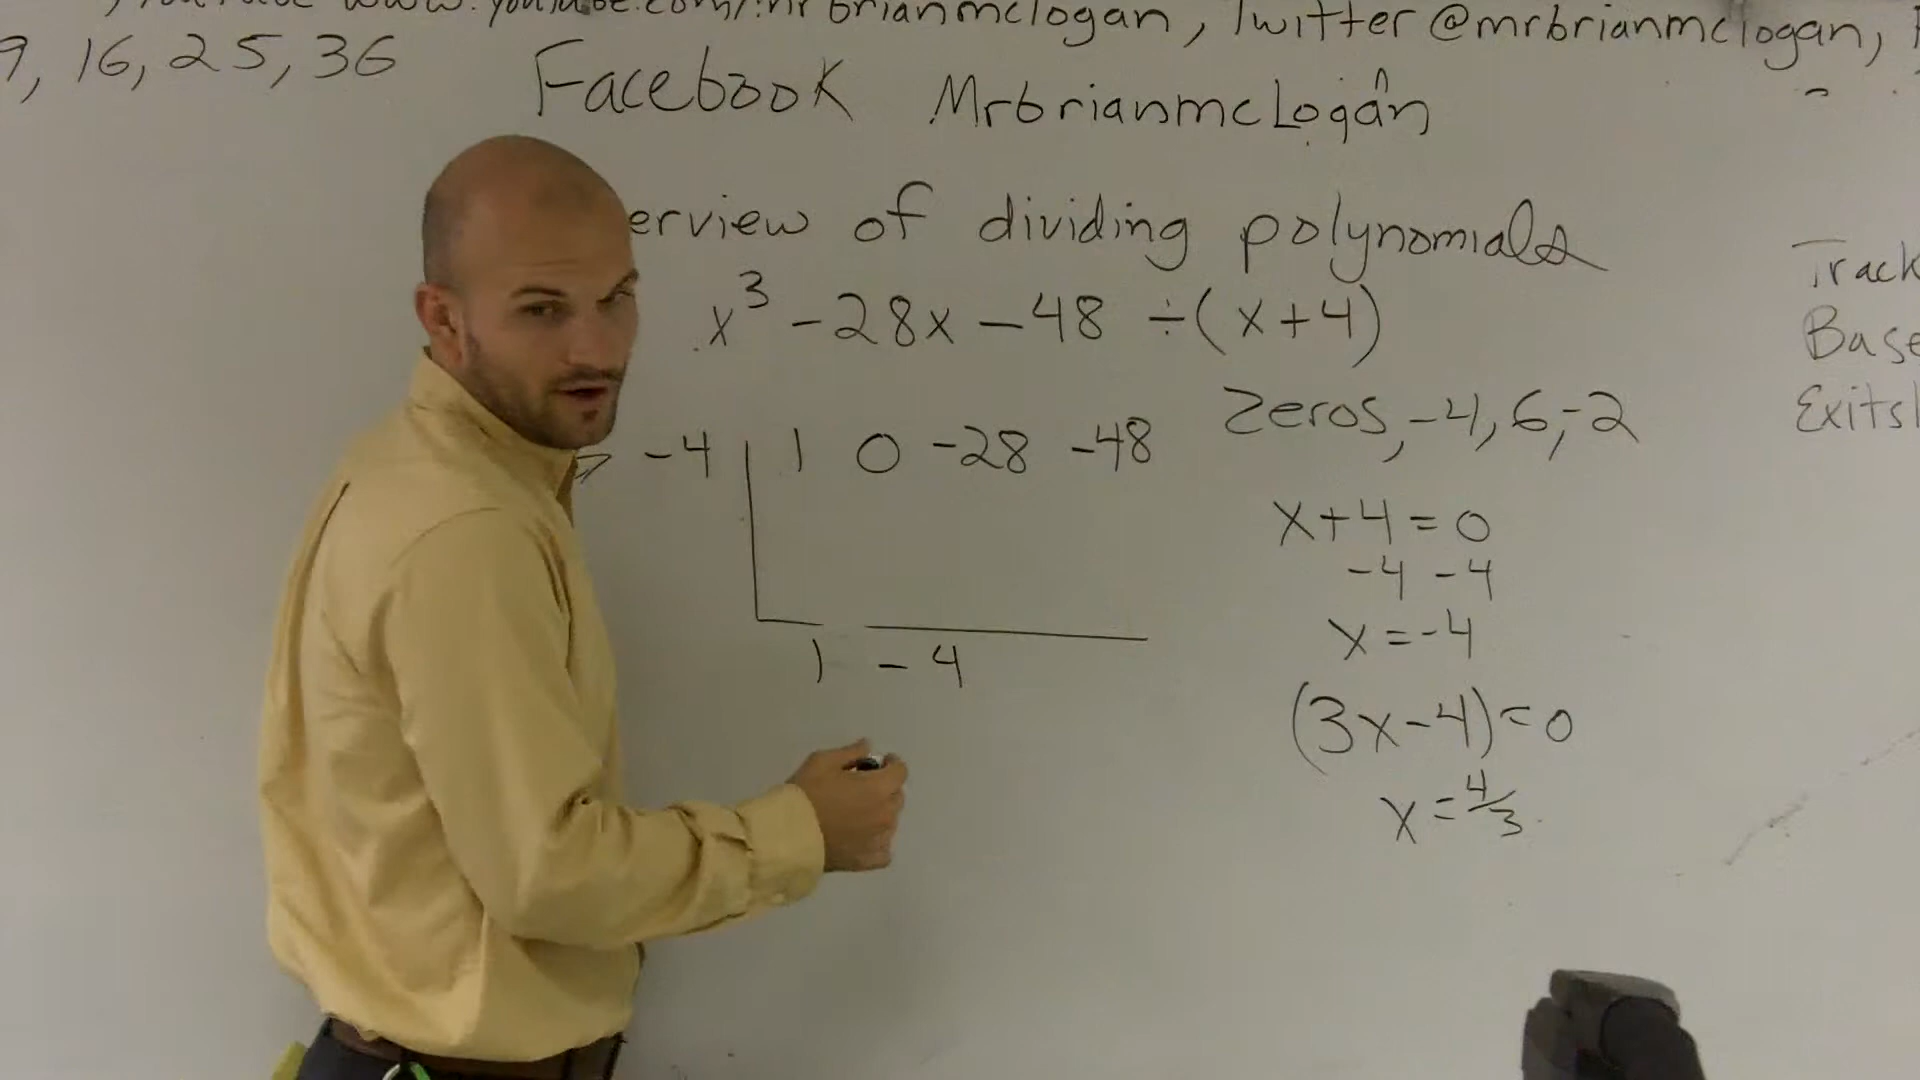 www.youtube.com/mrbrianmclogan, Twitter @mrbrianmclogan,
9, 16, 25, 36
Facebook Mrbrianmclogan
erview of dividing polynomials
x³ - 28x - 48 ÷ (x+4)
Zeros, -4, 6, -2
-4 | 1 0 -28 -48
x+4=0
-4 -4
x=-4
1 -4
(3x-4)=0
x=4/3
Track
Base
Exits